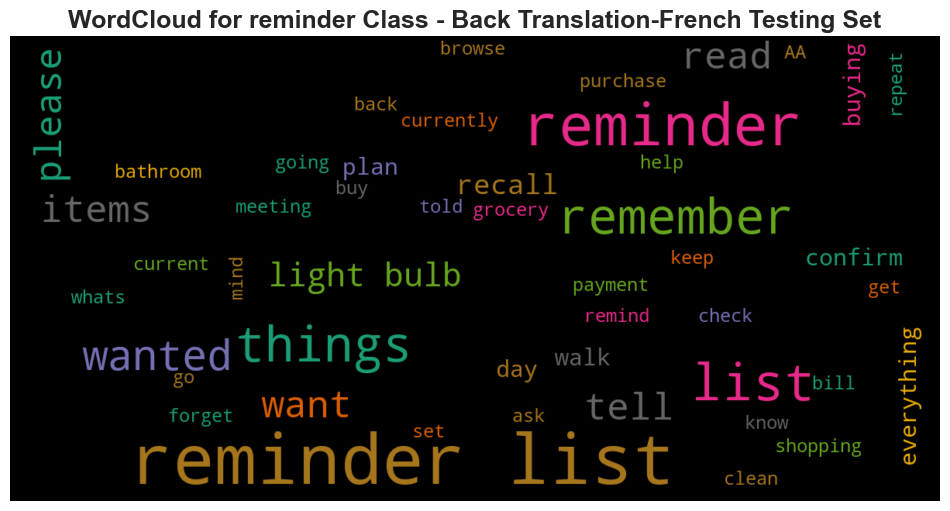 WordCloud for reminder Class - Back Translation-French Testing Set
please
browse
read
AA
buying
repeat
purchase
back
currently
reminder
bathroom
going
plan
help
buy
recall
items
meeting
told
grocery
remember
current
mind
light bulb
keep
confirm
whats
payment
get
remind
check
wanted
things
walk
everything
go
day
list
bill
forget
want
set
ask
tell
know
shopping
reminder list
clean